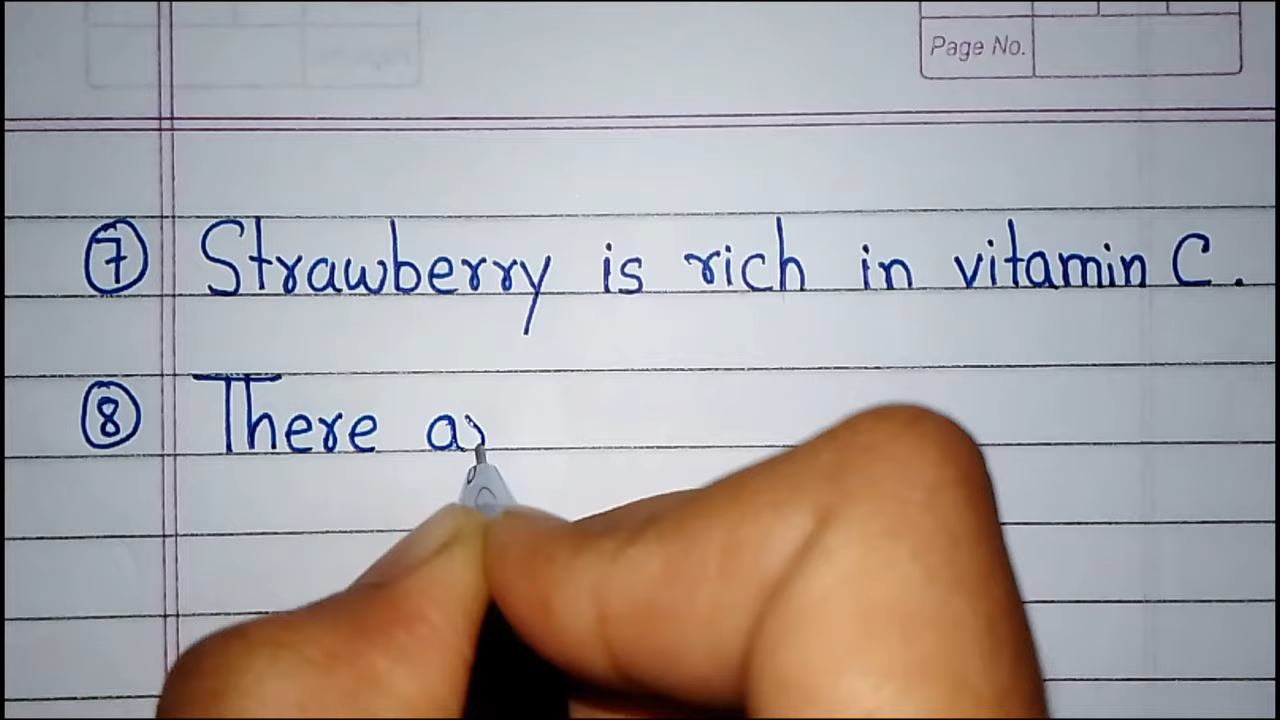 Page No.
⑦ Strawberry is rich in vitamin C.
⑧ There